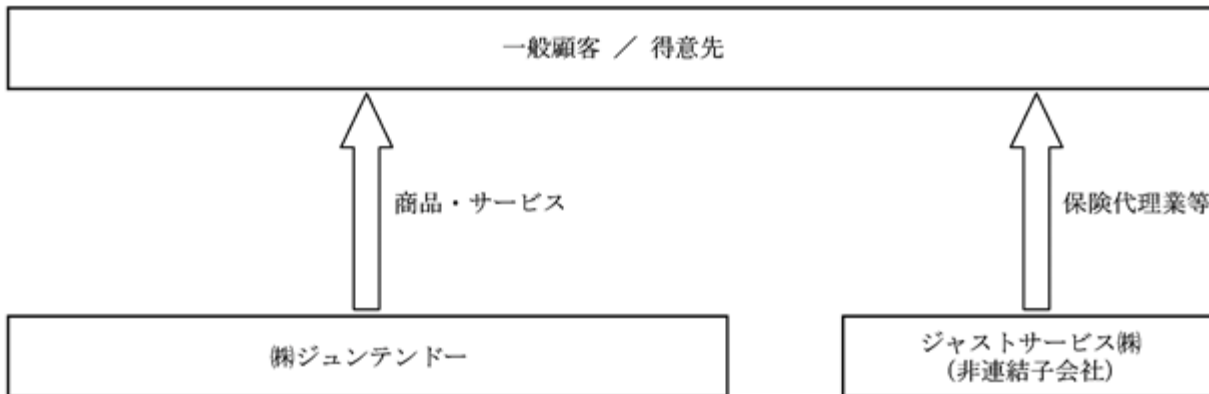 一般顧客 ／ 得意先
商品・サービス
保険代理業等
㈱ジュンテンドー
ジャストサービス㈱
(非連結子会社)